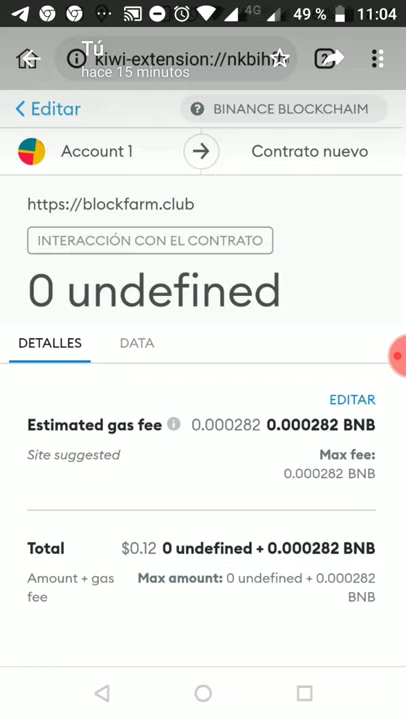 4G 49 % 11:04
Tú
kiwi-extension://nkbih
hace 15 minutos
Editar
BINANCE BLOCKCHAIM
Account 1
Contrato nuevo
https://blockfarm.club
INTERACCIÓN CON EL CONTRATO
0 undefined
DETALLES DATA
EDITAR
Estimated gas fee 0.000282 0.000282 BNB
Site suggested Max fee:
0.000282 BNB
Total $0.12 0 undefined + 0.000282 BNB
Amount + gas fee Max amount: 0 undefined + 0.000282 BNB